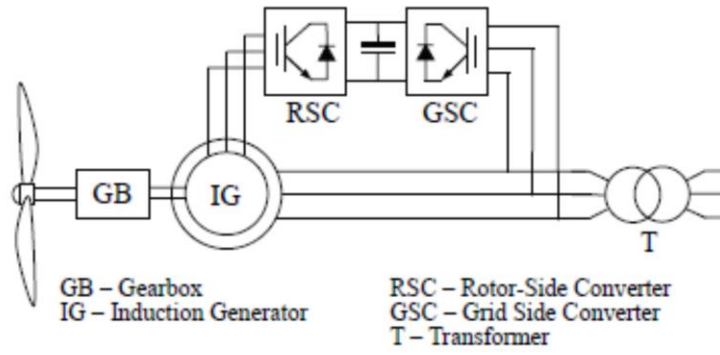 RSC
GSC
GB
IG
T
GB – Gearbox
IG – Induction Generator
RSC – Rotor-Side Converter
GSC – Grid Side Converter
T – Transformer